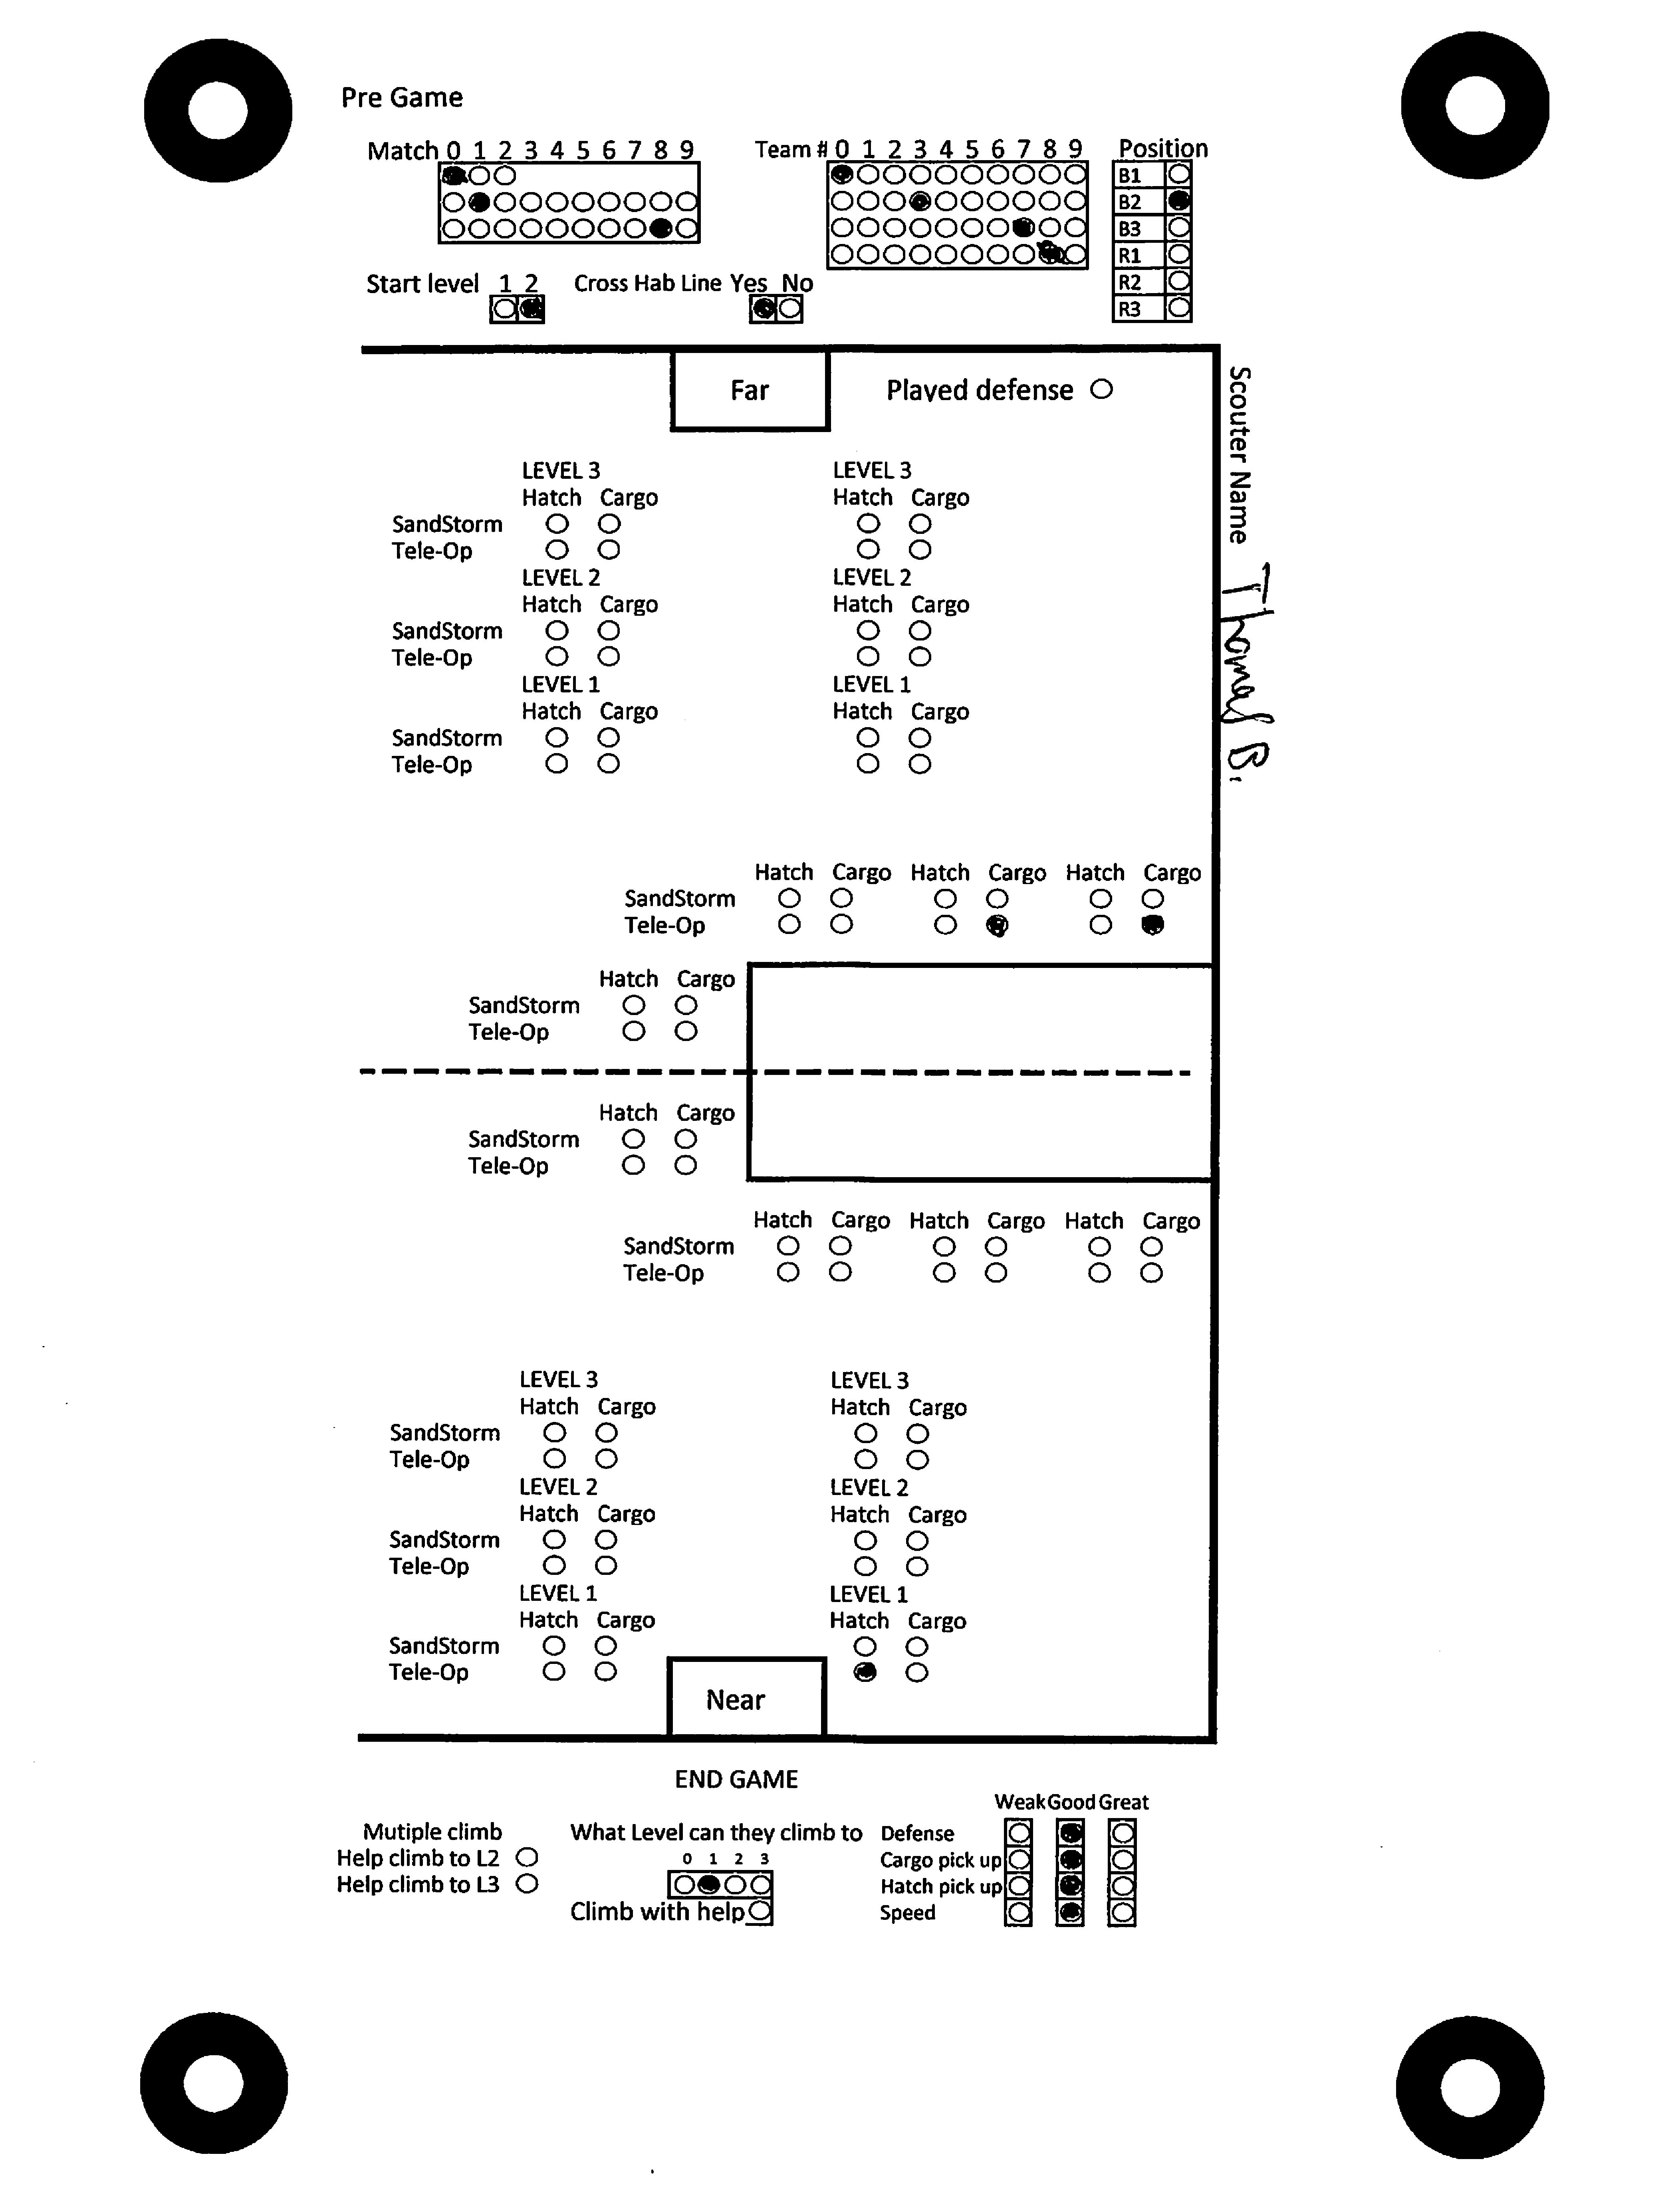 Pre Game
Match 0 1 2 3 4 5 6 7 8 9
Team # 0 1 2 3 4 5 6 7 8 9
Position
B1
B2
B3
R1
R2
R3
Start level 1 2
Cross Hab Line Yes No
Far
Played defense
Scouter Name Thomas B.
LEVEL 3 LEVEL 3
Hatch Cargo Hatch Cargo
SandStorm
Tele-Op
LEVEL 2 LEVEL 2
Hatch Cargo Hatch Cargo
SandStorm
Tele-Op
LEVEL 1 LEVEL 1
Hatch Cargo Hatch Cargo
SandStorm
Tele-Op
Hatch Cargo Hatch Cargo Hatch Cargo
SandStorm
Tele-Op
Hatch Cargo
SandStorm
Tele-Op
Hatch Cargo
SandStorm
Tele-Op
Hatch Cargo Hatch Cargo Hatch Cargo
SandStorm
Tele-Op
LEVEL 3 LEVEL 3
Hatch Cargo Hatch Cargo
SandStorm
Tele-Op
LEVEL 2 LEVEL 2
Hatch Cargo Hatch Cargo
SandStorm
Tele-Op
LEVEL 1 LEVEL 1
Hatch Cargo Hatch Cargo
SandStorm
Tele-Op
Near
END GAME
Mutiple climb
Help climb to L2
Help climb to L3
What Level can they climb to
0 1 2 3
Climb with help
Weak Good Great
Defense
Cargo pick up
Hatch pick up
Speed